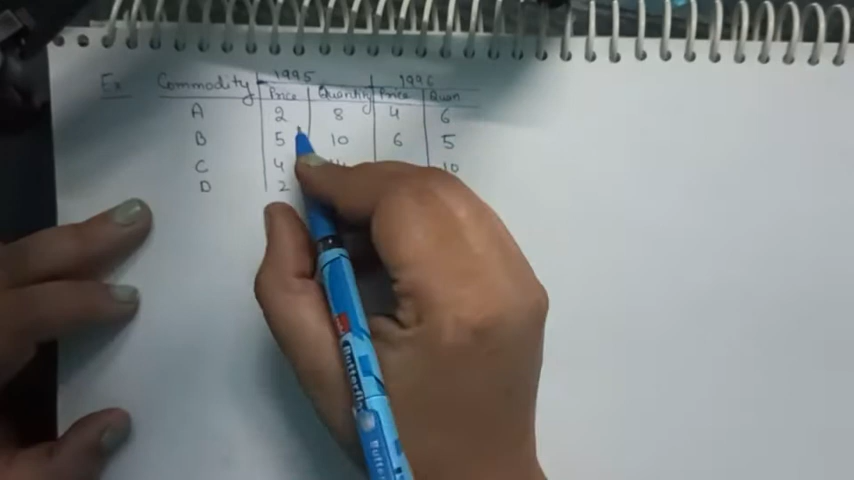 Ex Commodity 1995 1996
Price Quantity Price Quan
A 2 8 4 6
B 5 10 6 5
C 4 10
D 2
Butterflo